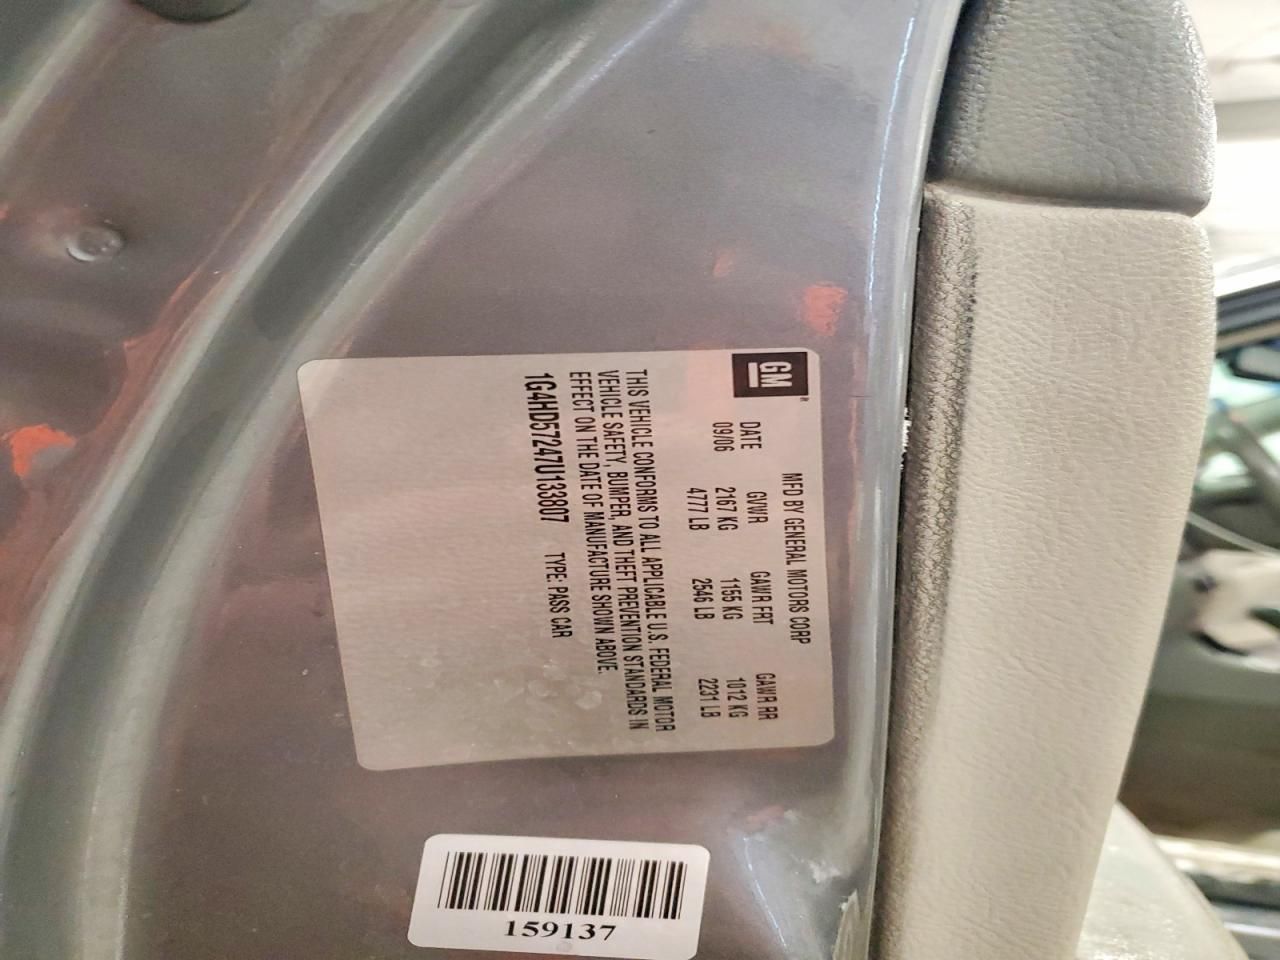 GM
MFD BY GENERAL MOTORS CORP
DATE GVWR GAWR FRT GAWR RR
09/06 2167 KG 1155 KG 1012 KG
4777 LB 2546 LB 2231 LB
THIS VEHICLE CONFORMS TO ALL APPLICABLE U.S. FEDERAL MOTOR
VEHICLE SAFETY, BUMPER, AND THEFT PREVENTION STANDARDS IN
EFFECT ON THE DATE OF MANUFACTURE SHOWN ABOVE.
1G4HD57247U133807 TYPE: PASS CAR
159137